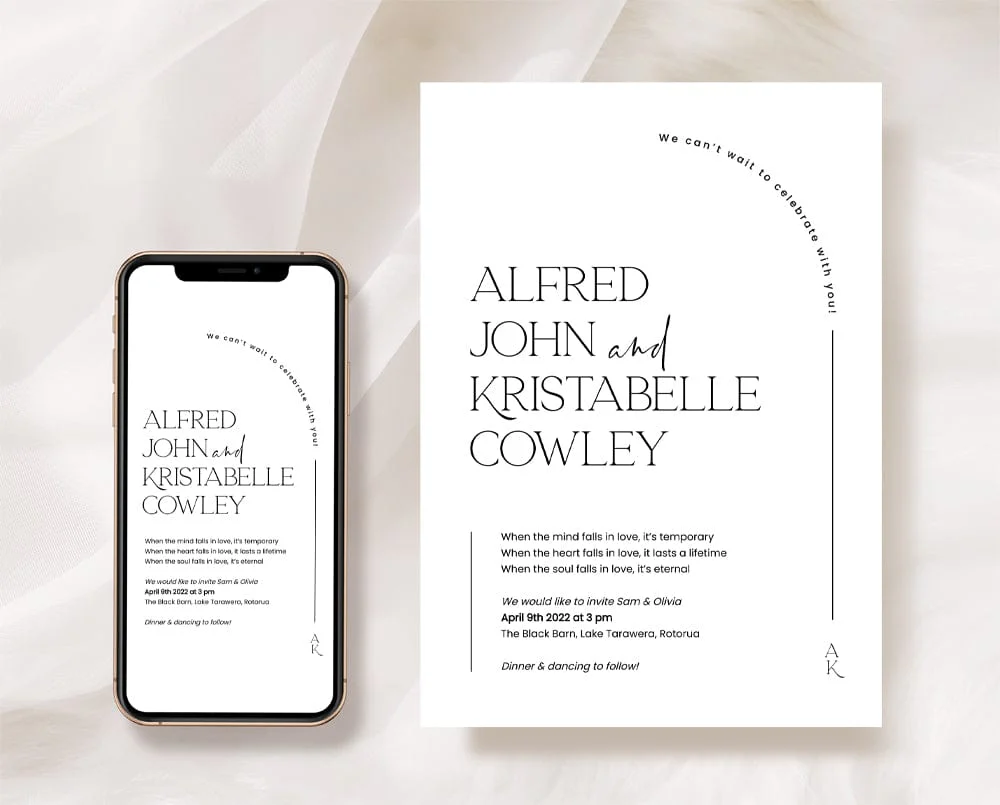 We can't wait to celebrate with you!
ALFRED
JOHN and
KRISTABELLE
COWLEY
When the mind falls in love, it's temporary
When the heart falls in love, it lasts a lifetime
When the soul falls in love, it's eternal
We would like to invite Sam & Olivia
April 9th 2022 at 3 pm
The Black Barn, Lake Tarawera, Rotorua
Dinner & dancing to follow!
A
K
We can't wait to celebrate with you!
ALFRED
JOHN and
KRISTABELLE
COWLEY
When the mind falls in love, it's temporary
When the heart falls in love, it lasts a lifetime
When the soul falls in love, it's eternal
We would like to invite Sam & Olivia
April 9th 2022 at 3 pm
The Black Barn, Lake Tarawera, Rotorua
Dinner & dancing to follow!
A
K